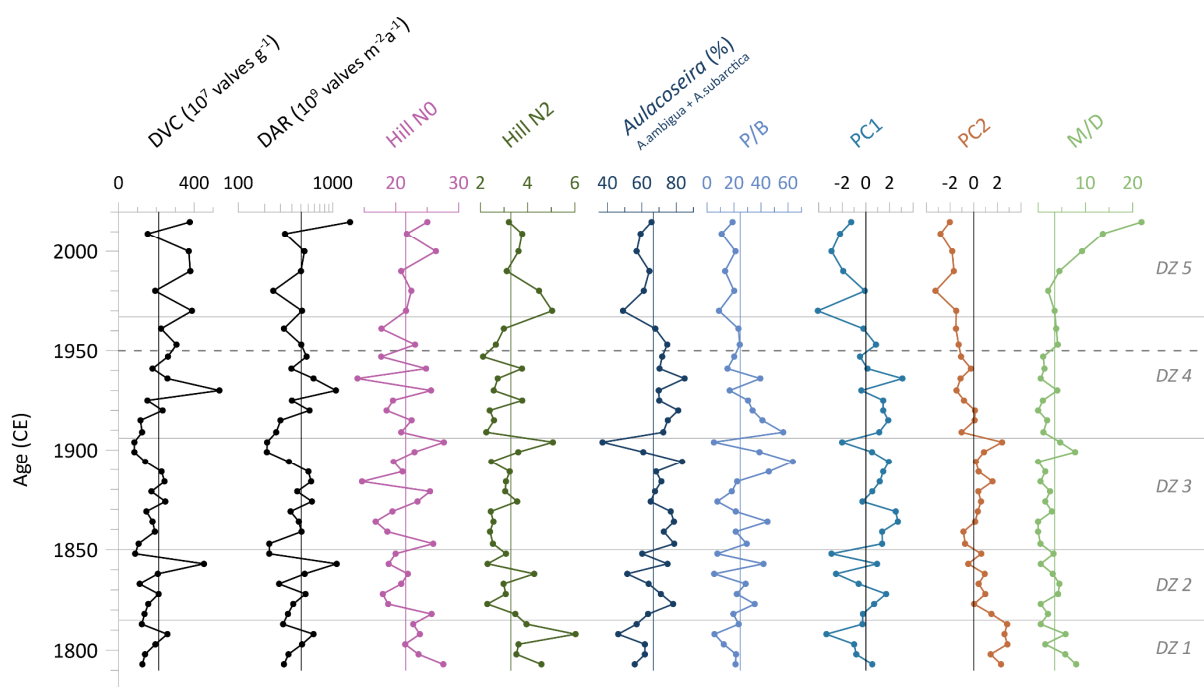 DVC (10⁷ valves g⁻¹)
DAR (10⁹ valves m⁻²a⁻¹)
Hill N0
Hill N2
Aulacoseira (%)
A.ambigua + A.subarctica
P/B
PC1
PC2
M/D
0 400 100 1000 20 30 2 4 6 40 60 80 0 20 40 60 -2 0 2 -2 0 2 10 20
2000
1950
1900
1850
1800
Age (CE)
DZ 5
DZ 4
DZ 3
DZ 2
DZ 1